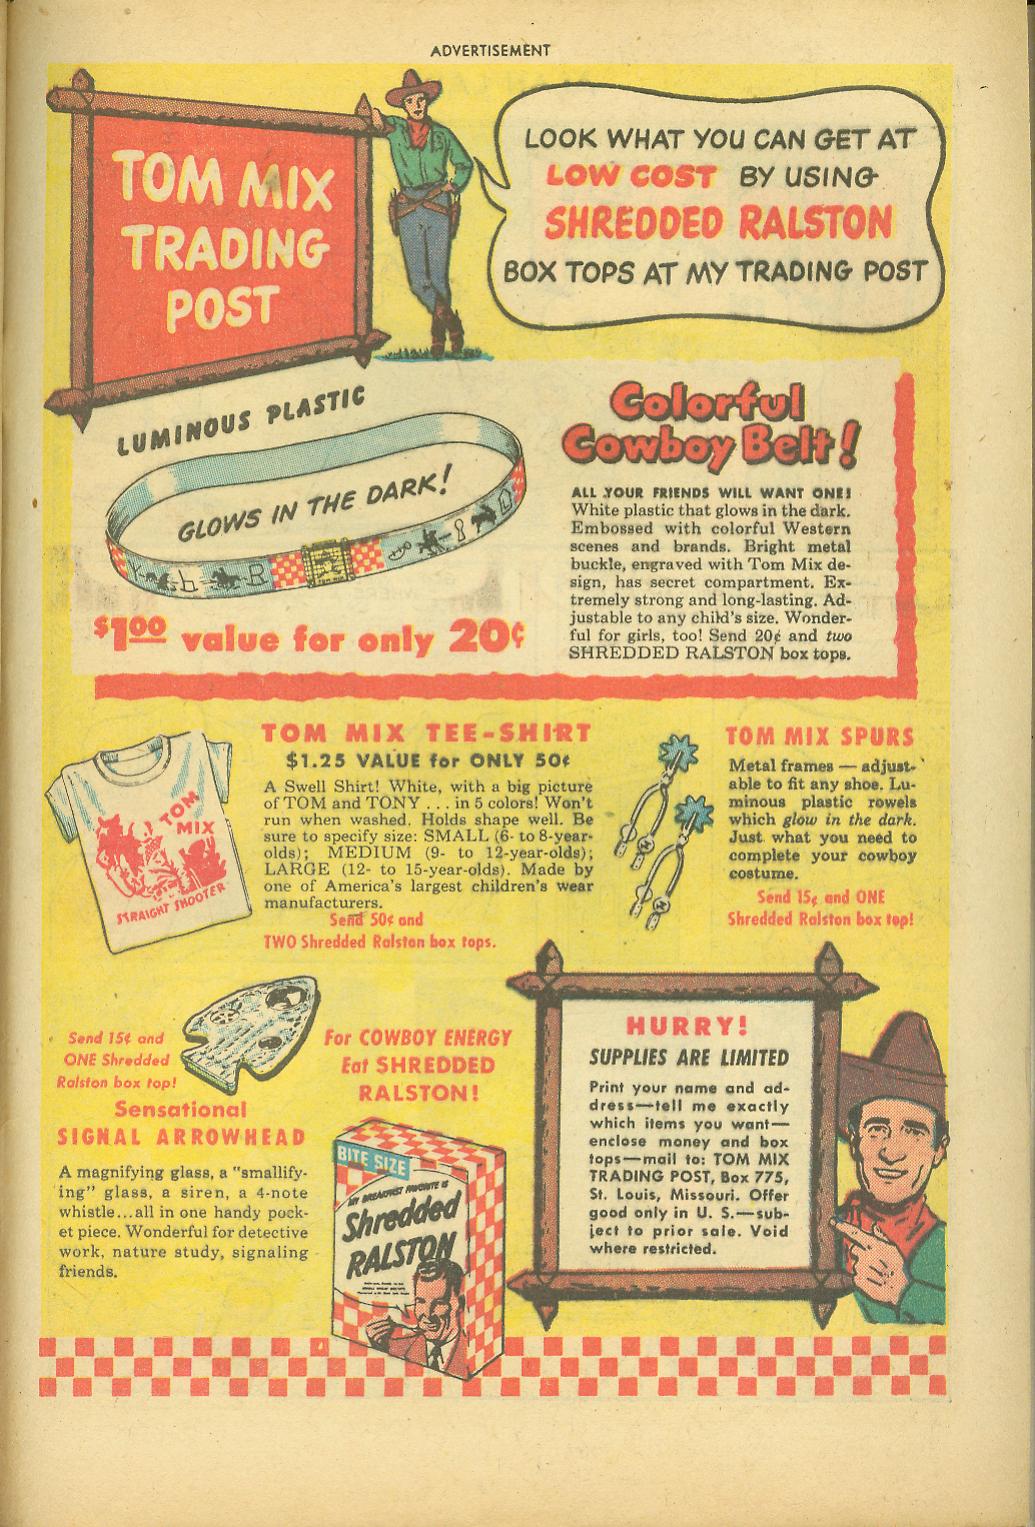 ADVERTISEMENT
TOM MIX
TRADING
POST
LOOK WHAT YOU CAN GET AT
LOW COST BY USING
SHREDDED RALSTON
BOX TOPS AT MY TRADING POST
LUMINOUS PLASTIC
GLOWS IN THE DARK!
$1.00 value for only 20¢
Colorful
Cowboy Belt!
ALL YOUR FRIENDS WILL WANT ONE!
White plastic that glows in the dark.
Embossed with colorful Western
scenes and brands. Bright metal
buckle, engraved with Tom Mix de-
sign, has secret compartment. Ex-
tremely strong and long-lasting. Ad-
justable to any child's size. Wonder-
ful for girls, too! Send 20¢ and two
SHREDDED RALSTON box tops.
TOM
MIX
STRAIGHT SHOOTER
TOM MIX TEE-SHIRT
$1.25 VALUE for ONLY 50¢
A Swell Shirt! White, with a big picture
of TOM and TONY . . . in 5 colors! Won't
run when washed. Holds shape well. Be
sure to specify size: SMALL (6- to 8-year-
olds); MEDIUM (9- to 12-year-olds);
LARGE (12- to 15-year-olds). Made by
one of America's largest children's wear
manufacturers.
Send 50¢ and
TWO Shredded Ralston box tops.
TOM MIX SPURS
Metal frames — adjust-
able to fit any shoe. Lu-
minous plastic rowels
which glow in the dark.
Just what you need to
complete your cowboy
costume.
Send 15¢ and ONE
Shredded Ralston box top!
Send 15¢ and
ONE Shredded
Ralston box top!
Sensational
SIGNAL ARROWHEAD
A magnifying glass, a "smallify-
ing" glass, a siren, a 4-note
whistle...all in one handy pock-
et piece. Wonderful for detective
work, nature study, signaling
friends.
For COWBOY ENERGY
Eat SHREDDED
RALSTON!
BITE SIZE
MY BREAKFAST FAVORITE IS
Shredded
RALSTON
HURRY!
SUPPLIES ARE LIMITED
Print your name and ad-
dress—tell me exactly
which items you want—
enclose money and box
tops—mail to: TOM MIX
TRADING POST, Box 775,
St. Louis, Missouri. Offer
good only in U. S.—sub-
ject to prior sale. Void
where restricted.